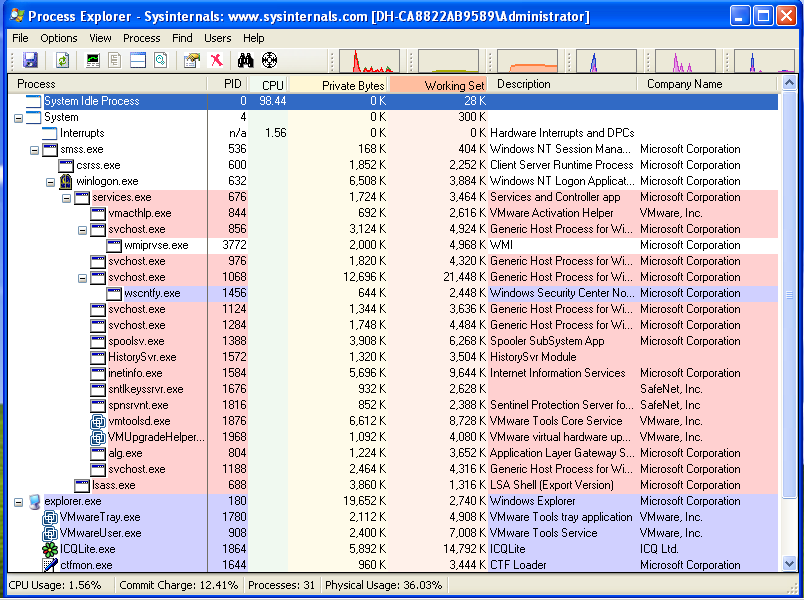 Process Explorer - Sysinternals: www.sysinternals.com [DH-CA8822AB9589\Administrator]
File Options View Process Find Users Help
Process PID CPU Private Bytes Working Set Description Company Name
System Idle Process 0 98.44 0 K 28 K
System 4 0 K 300 K
Interrupts n/a 1.56 0 K 0 K Hardware Interrupts and DPCs
smss.exe 536 168 K 404 K Windows NT Session Mana... Microsoft Corporation
csrss.exe 600 1,852 K 2,252 K Client Server Runtime Process Microsoft Corporation
winlogon.exe 632 6,508 K 3,884 K Windows NT Logon Applicat... Microsoft Corporation
services.exe 676 1,724 K 3,464 K Services and Controller app Microsoft Corporation
vmacthlp.exe 844 692 K 2,616 K VMware Activation Helper VMware, Inc.
svchost.exe 856 3,124 K 4,924 K Generic Host Process for Wi... Microsoft Corporation
wmiprvse.exe 3772 2,000 K 4,968 K WMI Microsoft Corporation
svchost.exe 976 1,820 K 4,320 K Generic Host Process for Wi... Microsoft Corporation
svchost.exe 1068 12,696 K 21,448 K Generic Host Process for Wi... Microsoft Corporation
wscntfy.exe 1456 644 K 2,448 K Windows Security Center No... Microsoft Corporation
svchost.exe 1124 1,344 K 3,636 K Generic Host Process for Wi... Microsoft Corporation
svchost.exe 1284 1,748 K 4,484 K Generic Host Process for Wi... Microsoft Corporation
spoolsv.exe 1388 3,908 K 6,268 K Spooler SubSystem App Microsoft Corporation
HistorySvr.exe 1572 1,320 K 3,504 K HistorySvr Module
inetinfo.exe 1584 5,696 K 9,644 K Internet Information Services Microsoft Corporation
sntlkeyssrvr.exe 1676 932 K 2,628 K SafeNet, Inc.
spnsrvnt.exe 1816 852 K 2,388 K Sentinel Protection Server fo... SafeNet, Inc
vmtoolsd.exe 1876 6,612 K 8,728 K VMware Tools Core Service VMware, Inc.
VMUpgradeHelper... 1968 1,092 K 4,080 K VMware virtual hardware up... VMware, Inc.
alg.exe 804 1,224 K 3,652 K Application Layer Gateway S... Microsoft Corporation
svchost.exe 1188 2,464 K 4,316 K Generic Host Process for Wi... Microsoft Corporation
lsass.exe 688 3,860 K 1,316 K LSA Shell (Export Version) Microsoft Corporation
explorer.exe 180 19,652 K 2,740 K Windows Explorer Microsoft Corporation
VMwareTray.exe 1780 2,112 K 4,908 K VMware Tools tray application VMware, Inc.
VMwareUser.exe 908 2,400 K 7,008 K VMware Tools Service VMware, Inc.
ICQLite.exe 1864 5,892 K 14,792 K ICQLite ICQ Ltd.
ctfmon.exe 1644 960 K 3,444 K CTF Loader Microsoft Corporation
CPU Usage: 1.56% Commit Charge: 12.41% Processes: 31 Physical Usage: 36.03%